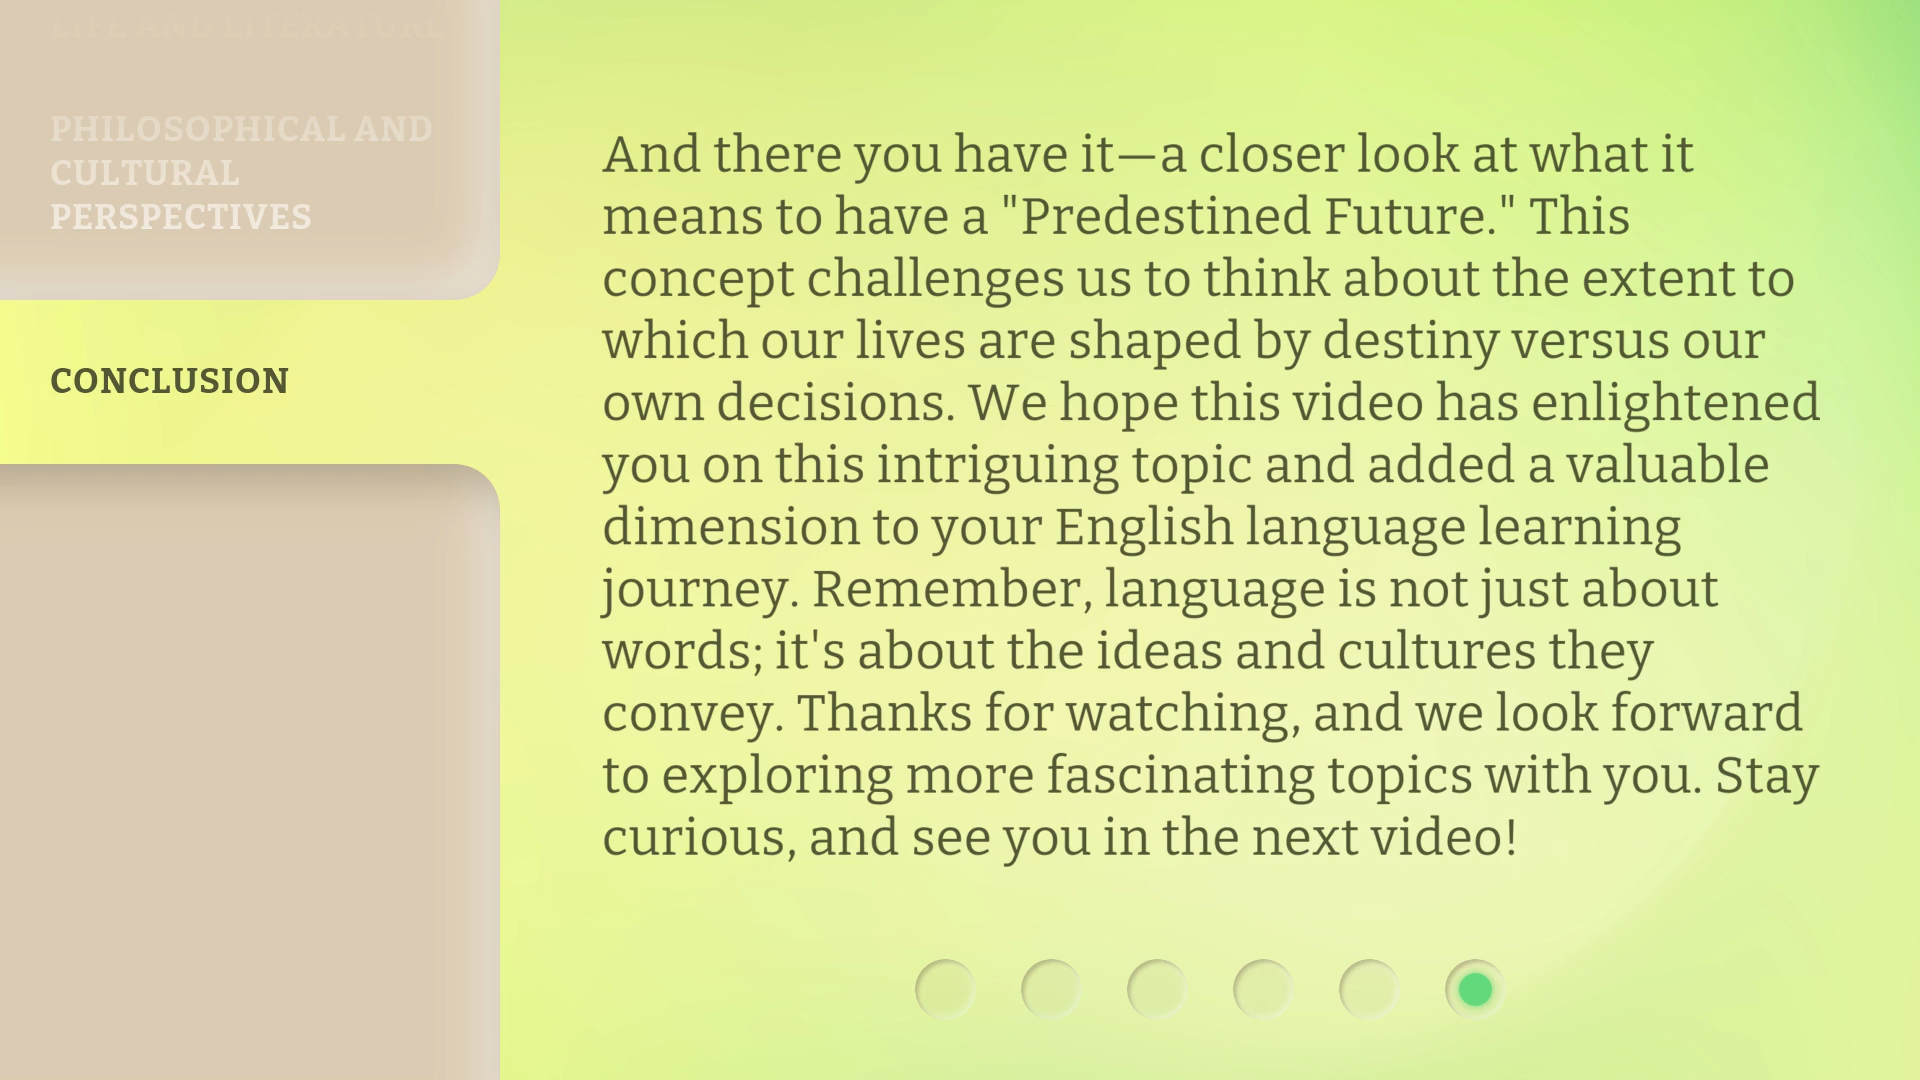 LIFE AND LITERATURE
PHILOSOPHICAL AND
CULTURAL
PERSPECTIVES
CONCLUSION
And there you have it—a closer look at what it
means to have a "Predestined Future." This
concept challenges us to think about the extent to
which our lives are shaped by destiny versus our
own decisions. We hope this video has enlightened
you on this intriguing topic and added a valuable
dimension to your English language learning
journey. Remember, language is not just about
words; it's about the ideas and cultures they
convey. Thanks for watching, and we look forward
to exploring more fascinating topics with you. Stay
curious, and see you in the next video!